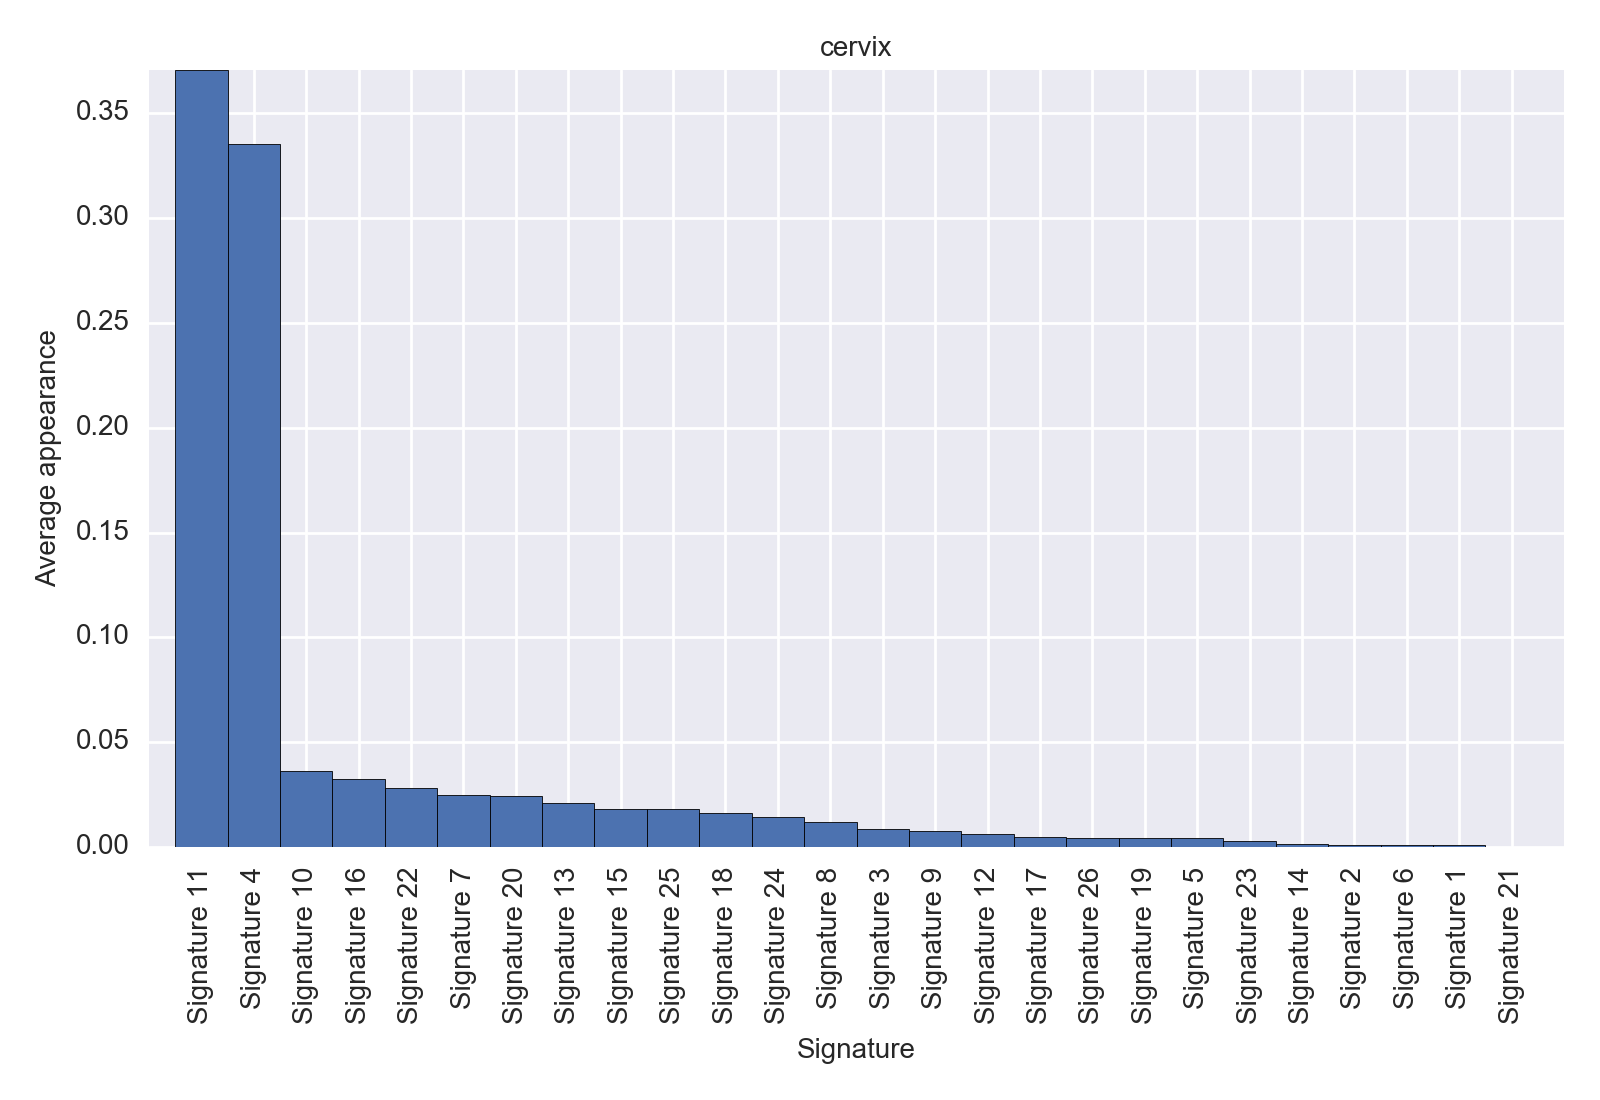 cervix
Average appearance
0.35
0.30
0.25
0.20
0.15
0.10
0.05
0.00
Signature 11
Signature 4
Signature 10
Signature 16
Signature 22
Signature 7
Signature 20
Signature 13
Signature 15
Signature 25
Signature 18
Signature 24
Signature 8
Signature 3
Signature 9
Signature 12
Signature 17
Signature 26
Signature 19
Signature 5
Signature 23
Signature 14
Signature 2
Signature 6
Signature 1
Signature 21
Signature